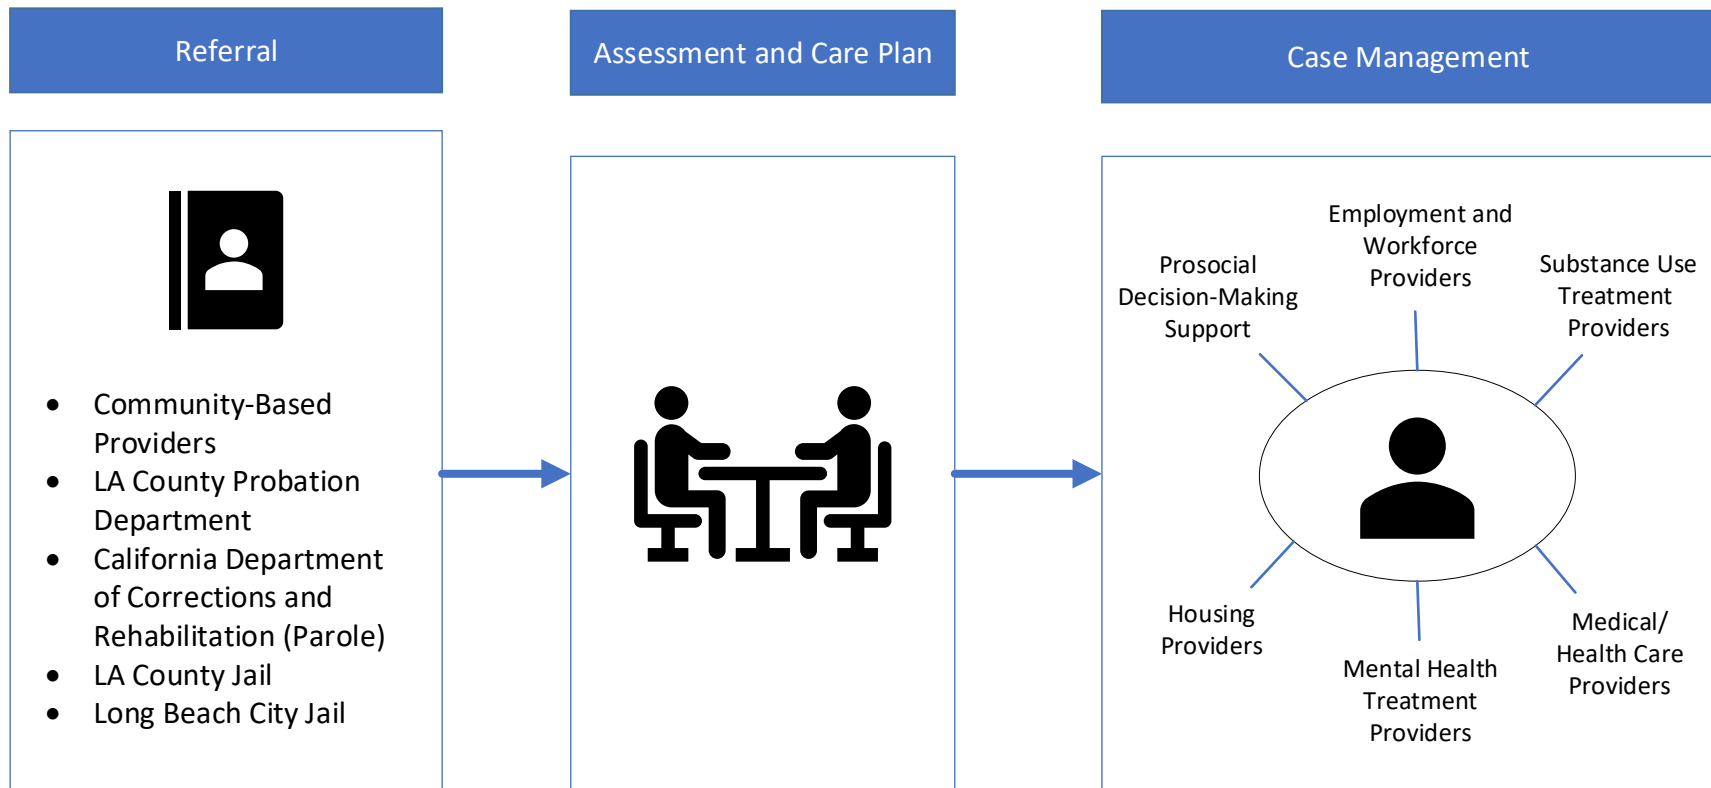 Referral
Assessment and Care Plan
Case Management
• Community-Based
Providers
• LA County Probation
Department
• California Department
of Corrections and
Rehabilitation (Parole)
• LA County Jail
• Long Beach City Jail
Prosocial
Decision-Making
Support
Employment and
Workforce
Providers
Substance Use
Treatment
Providers
Housing
Providers
Mental Health
Treatment
Providers
Medical/
Health Care
Providers